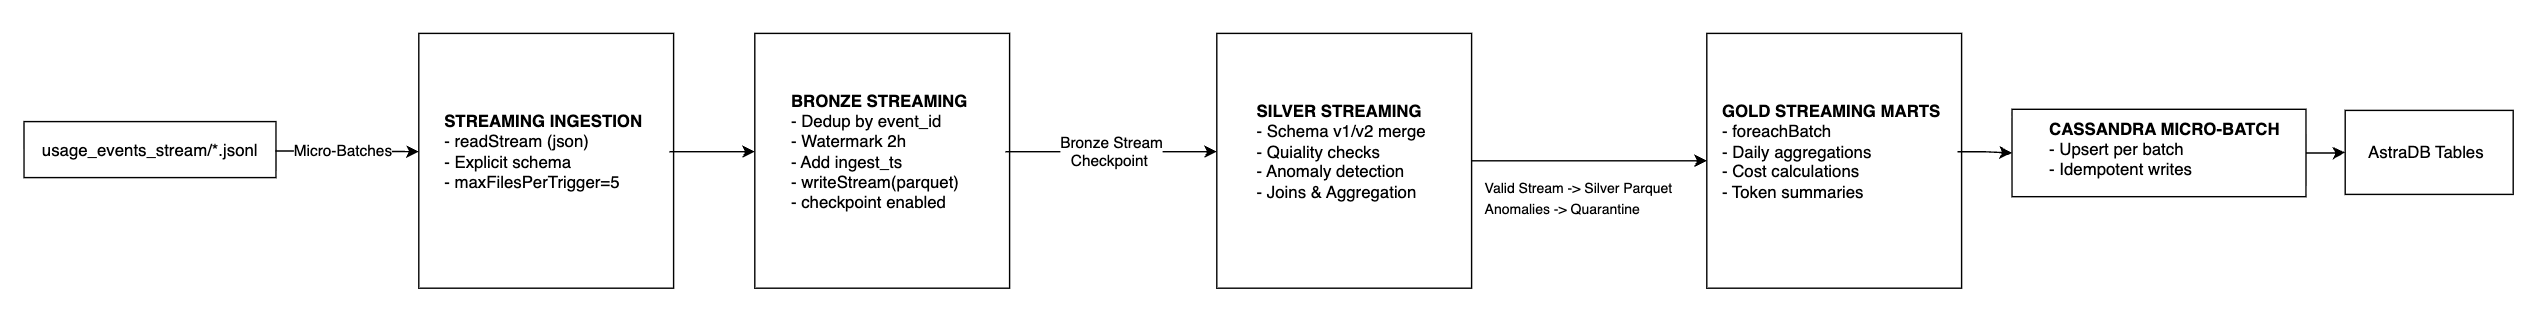 usage_events_stream/*.jsonl
Micro-Batches
STREAMING INGESTION
- readStream (json)
- Explicit schema
- maxFilesPerTrigger=5
BRONZE STREAMING
- Dedup by event_id
- Watermark 2h
- Add ingest_ts
- writeStream(parquet)
- checkpoint enabled
Bronze Stream
Checkpoint
SILVER STREAMING
- Schema v1/v2 merge
- Quiality checks
- Anomaly detection
- Joins & Aggregation
Valid Stream -> Silver Parquet
Anomalies -> Quarantine
GOLD STREAMING MARTS
- foreachBatch
- Daily aggregations
- Cost calculations
- Token summaries
CASSANDRA MICRO-BATCH
- Upsert per batch
- Idempotent writes
AstraDB Tables